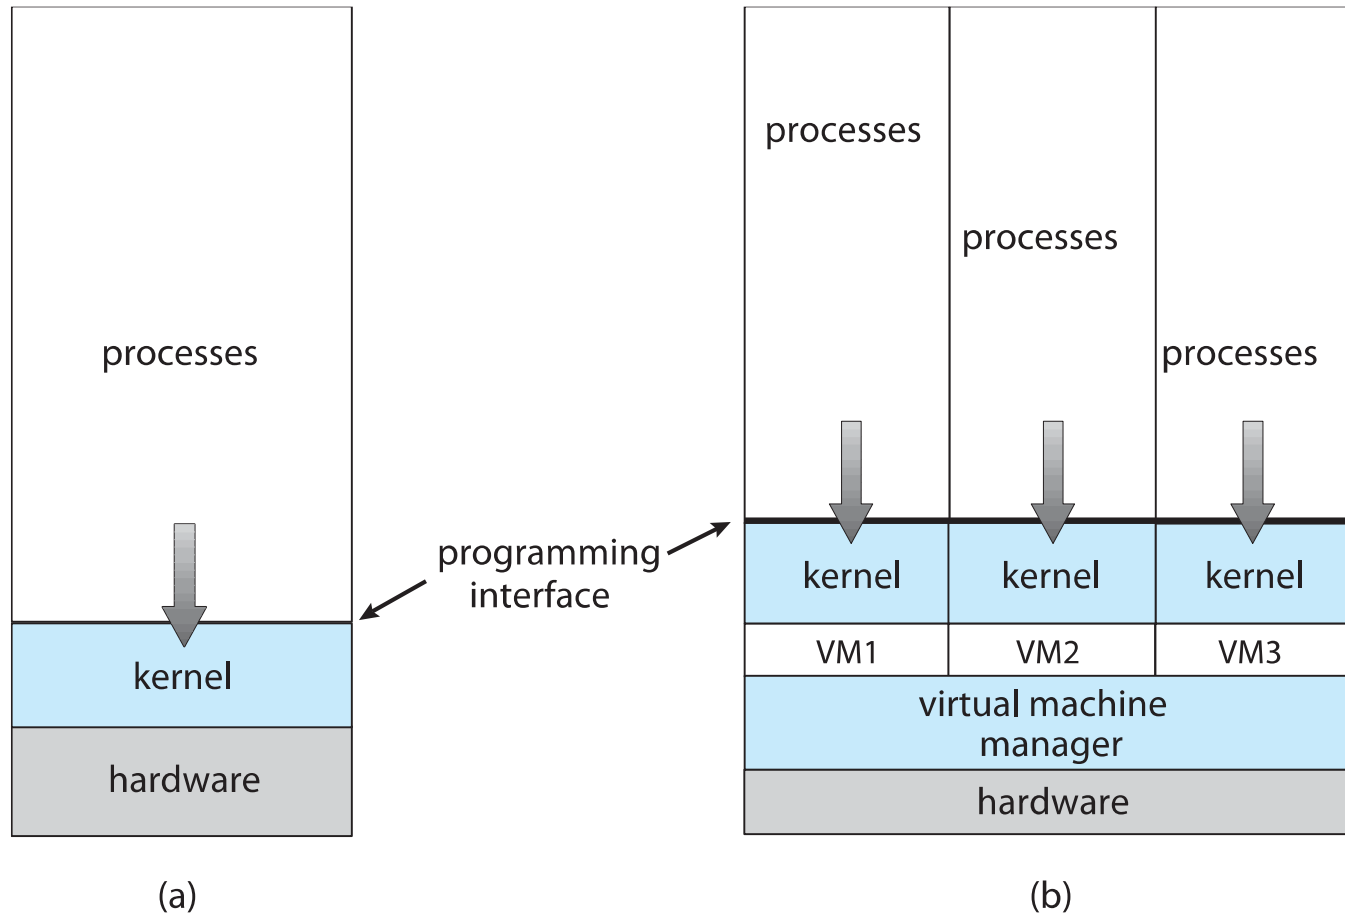 processes
kernel
hardware
(a)
programming
interface
processes
processes
processes
kernel
kernel
kernel
VM1
VM2
VM3
virtual machine
manager
hardware
(b)